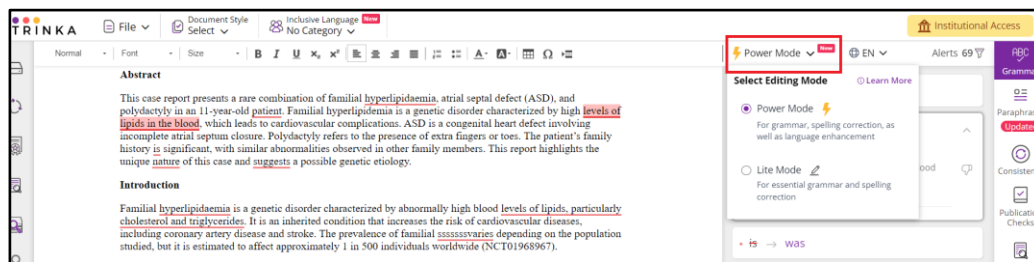 TRINKA
File
Document Style
Select
Inclusive Language New
No Category
Institutional Access
Normal Font Size B I U x₂ x² A A Ω
Power Mode New
EN
Alerts 69
ABC
Gramma
Select Editing Mode
Learn More
Power Mode
For grammar, spelling correction, as
well as language enhancement
Lite Mode
For essential grammar and spelling
correction
ood
is → was
Paraphras
Updated
Consisten
Publicati
Checks
Abstract
This case report presents a rare combination of familial hyperlipidaemia, atrial septal defect (ASD), and
polydactyly in an 11-year-old patient. Familial hyperlipidemia is a genetic disorder characterized by high levels of
lipids in the blood, which leads to cardiovascular complications. ASD is a congenital heart defect involving
incomplete atrial septum closure. Polydactyly refers to the presence of extra fingers or toes. The patient's family
history is significant, with similar abnormalities observed in other family members. This report highlights the
unique nature of this case and suggests a possible genetic etiology.
Introduction
Familial hyperlipidaemia is a genetic disorder characterized by abnormally high blood levels of lipids, particularly
cholesterol and triglycerides. It is an inherited condition that increases the risk of cardiovascular diseases,
including coronary artery disease and stroke. The prevalence of familial sssssssvaries depending on the population
studied, but it is estimated to affect approximately 1 in 500 individuals worldwide (NCT01968967).